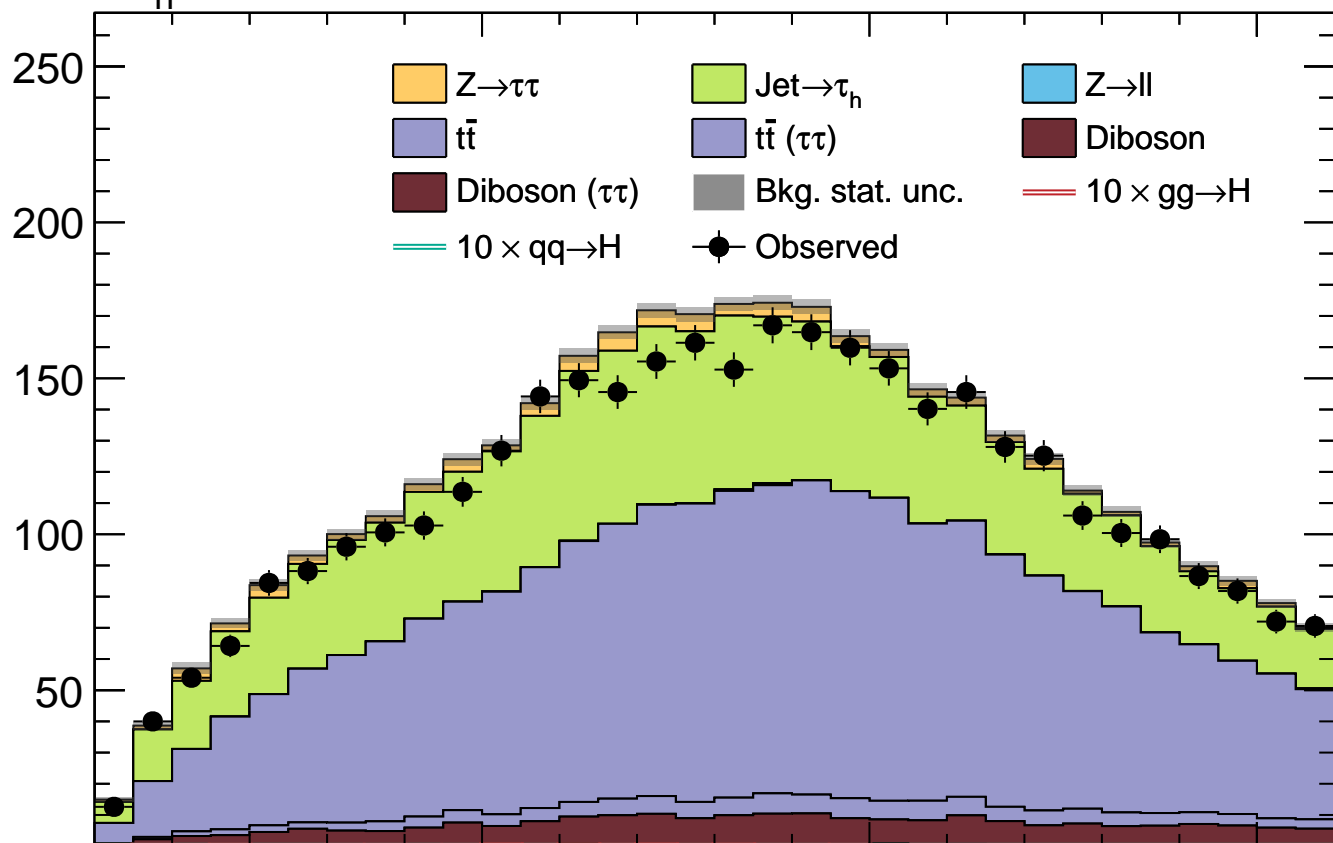 H
250
Z→ττ Jet→τh Z→ll
tt̄ tt̄ (ττ) Diboson
Diboson (ττ) Bkg. stat. unc. 10 × gg→H
200
10 × qq→H Observed
150
100
50